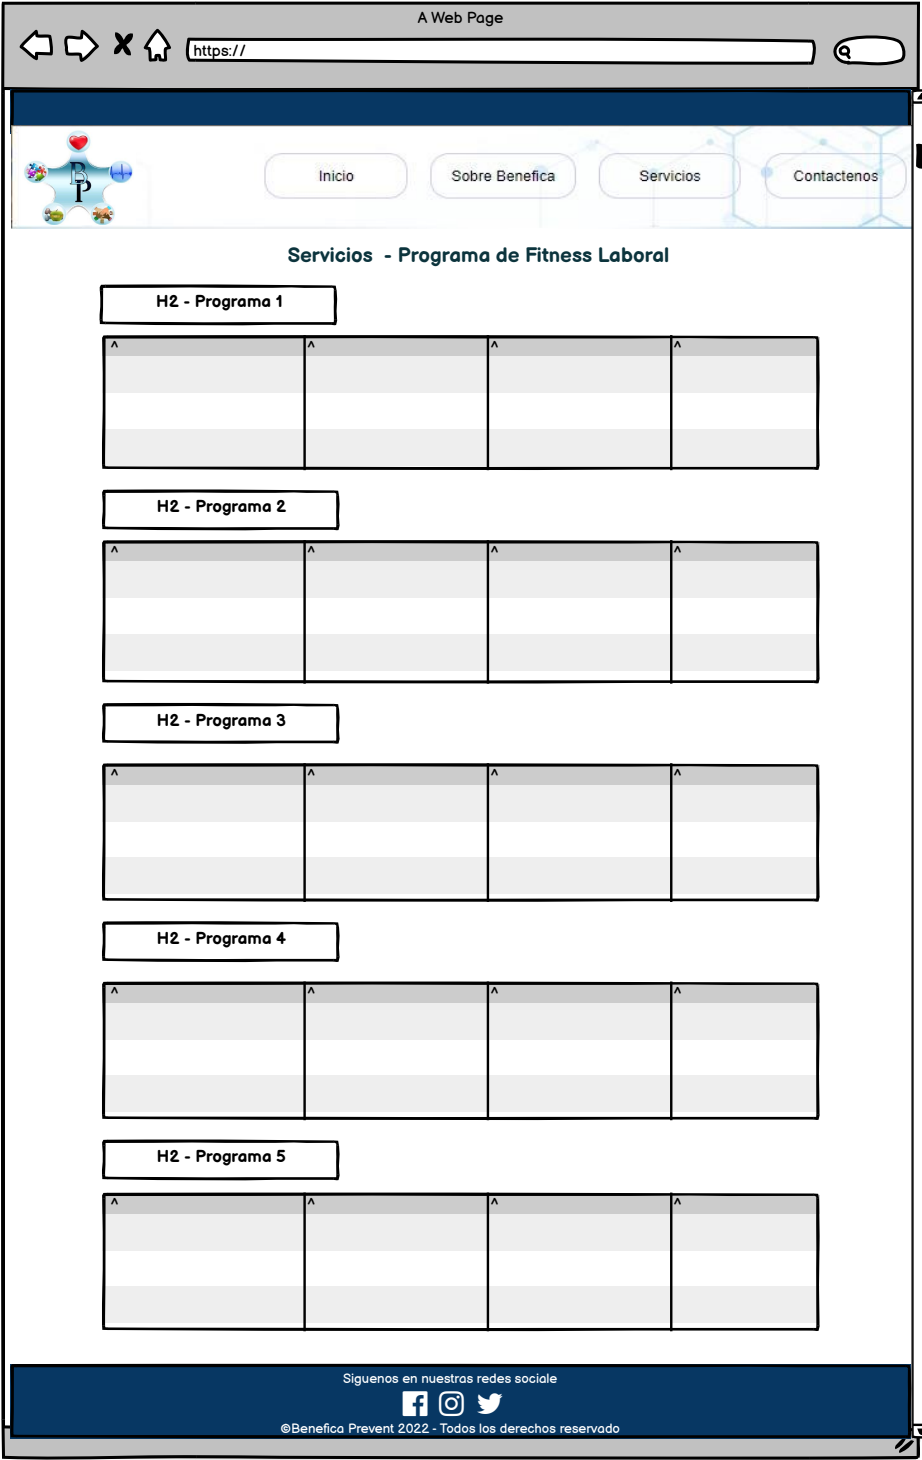 A Web Page
https://
B
P
Inicio
Sobre Benefica
Servicios
Contactenos
Servicios - Programa de Fitness Laboral
H2 - Programa 1
^ ^ ^ ^
H2 - Programa 2
^ ^ ^ ^
H2 - Programa 3
^ ^ ^ ^
H2 - Programa 4
^ ^ ^ ^
H2 - Programa 5
^ ^ ^ ^
Siguenos en nuestras redes sociale
©Benefica Prevent 2022 - Todos los derechos reservado